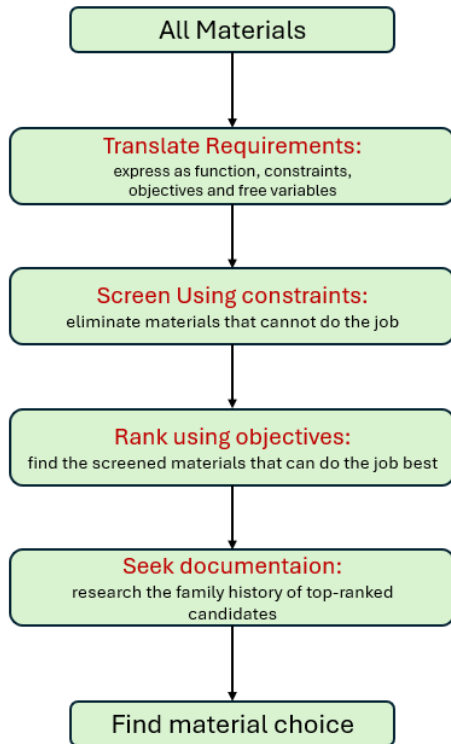 All Materials
Translate Requirements:
express as function, constraints,
objectives and free variables
Screen Using constraints:
eliminate materials that cannot do the job
Rank using objectives:
find the screened materials that can do the job best
Seek documentaion:
research the family history of top-ranked
candidates
Find material choice